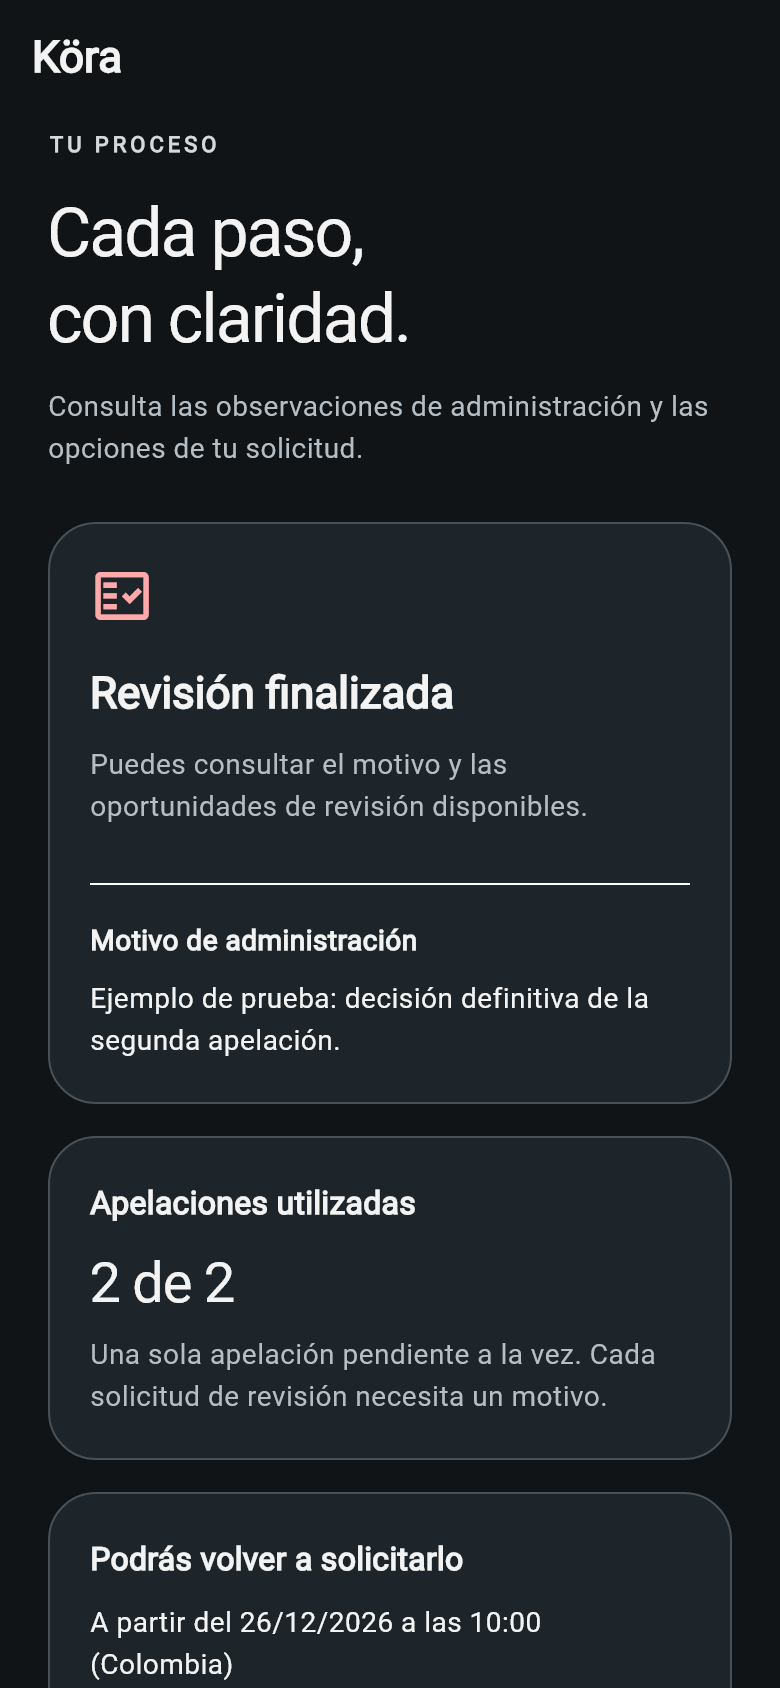 Köra
TU PROCESO
Cada paso,
con claridad.
Consulta las observaciones de administración y las
opciones de tu solicitud.
Revisión finalizada
Puedes consultar el motivo y las
oportunidades de revisión disponibles.
Motivo de administración
Ejemplo de prueba: decisión definitiva de la
segunda apelación.
Apelaciones utilizadas
2 de 2
Una sola apelación pendiente a la vez. Cada
solicitud de revisión necesita un motivo.
Podrás volver a solicitarlo
A partir del 26/12/2026 a las 10:00
(Colombia)